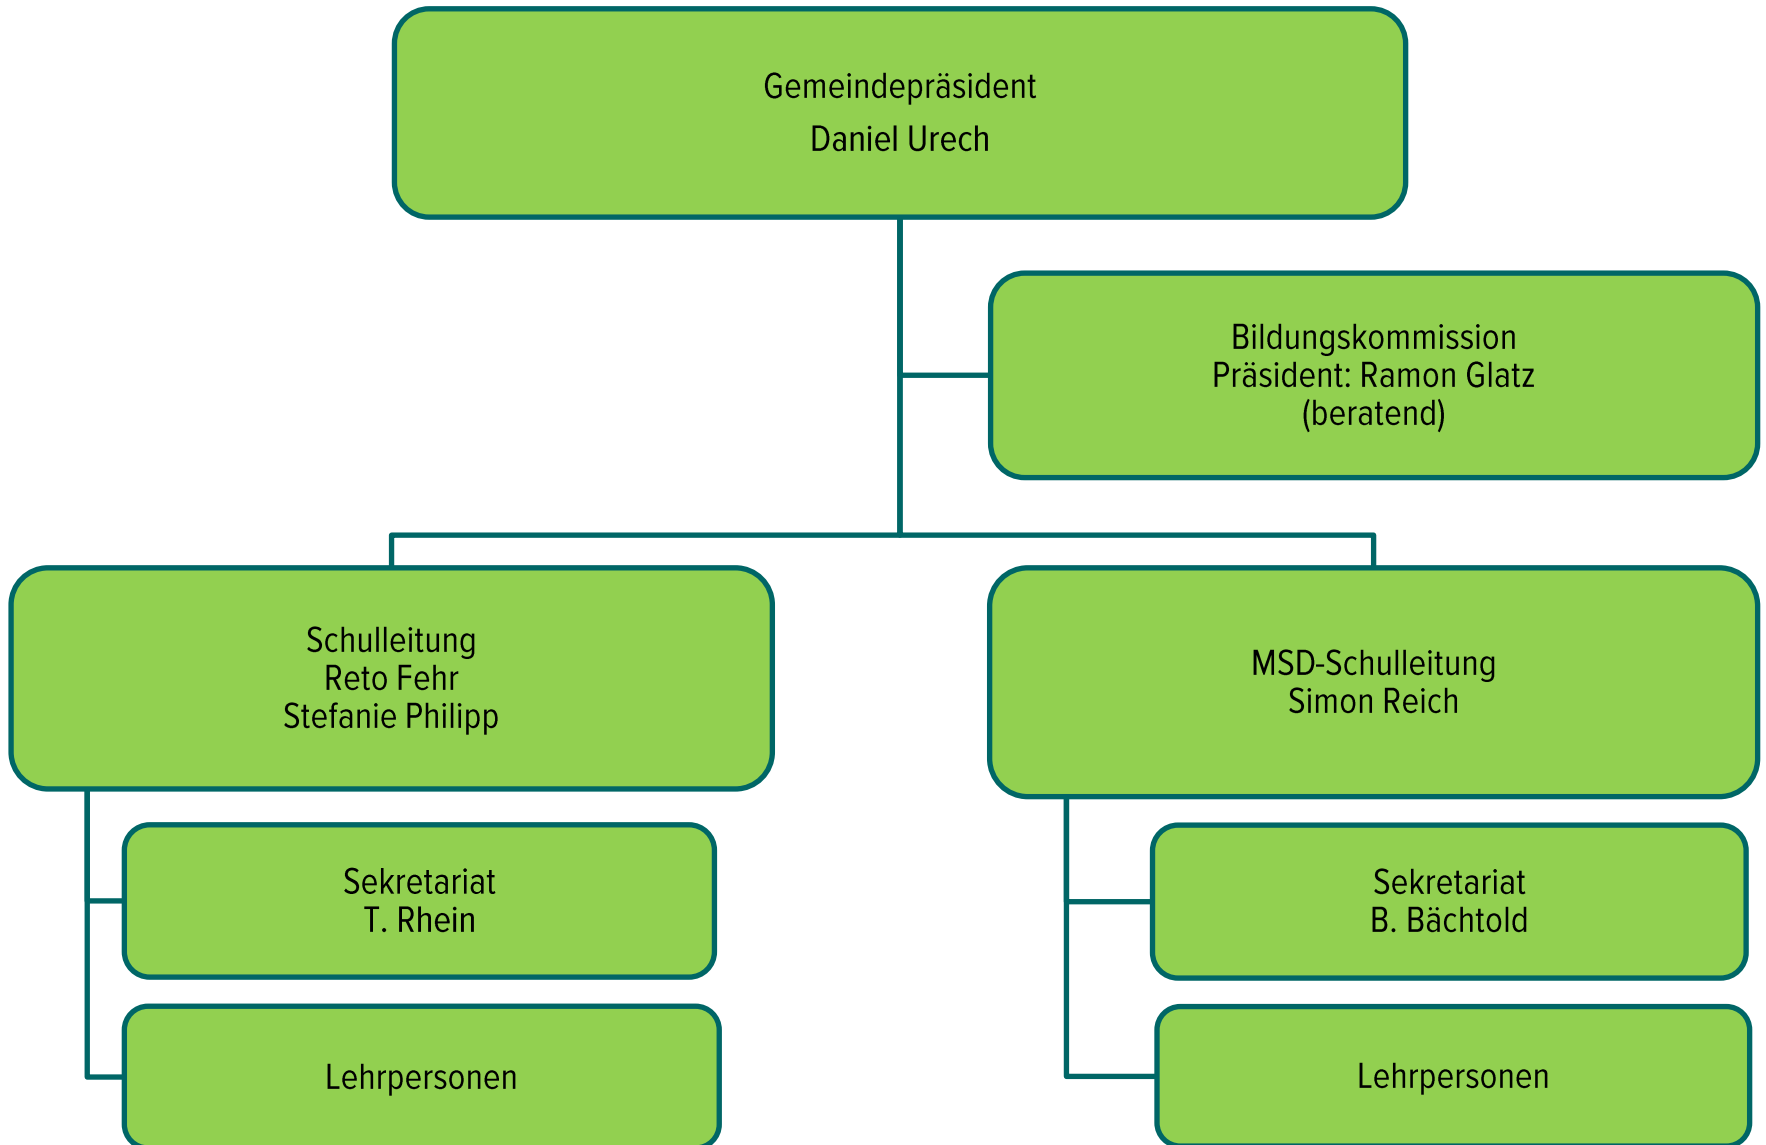 Gemeindepräsident
Daniel Urech
Bildungskommission
Präsident: Ramon Glatz
(beratend)
Schulleitung
Reto Fehr
Stefanie Philipp
MSD-Schulleitung
Simon Reich
Sekretariat
T. Rhein
Sekretariat
B. Bächtold
Lehrpersonen
Lehrpersonen